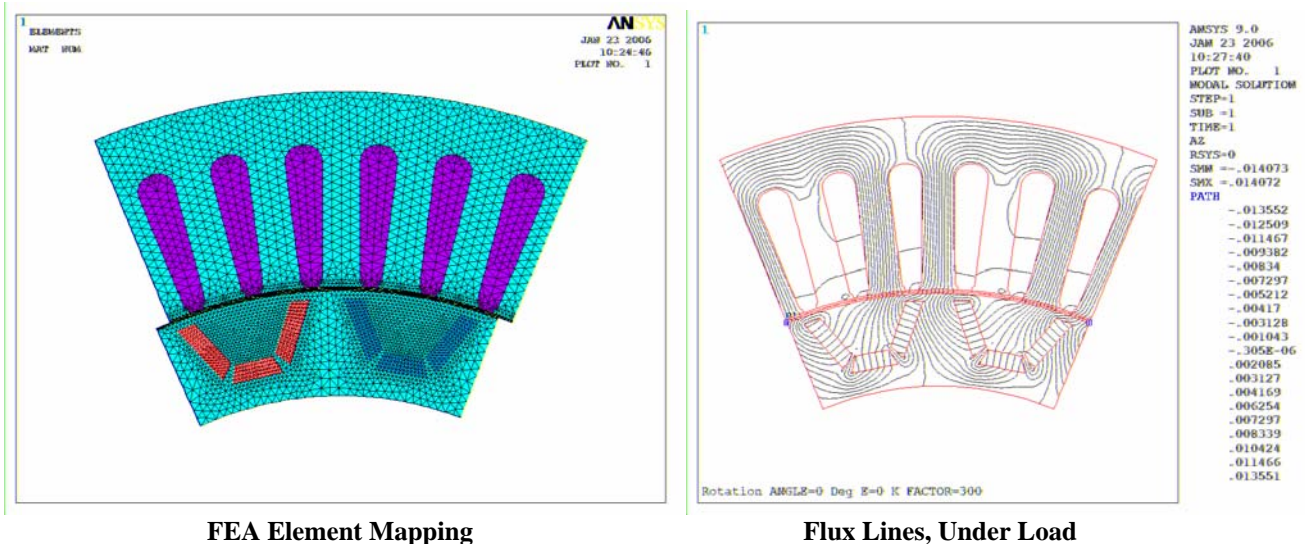 1
ELEMENTS
MAT NUM
ANSYS
JAN 23 2006
10:24:46
PLOT NO. 1
FEA Element Mapping
1
ANSYS 9.0
JAN 23 2006
10:27:40
PLOT NO. 1
NODAL SOLUTION
STEP=1
SUB =1
TIME=1
AZ
RSYS=0
SMN =-.014073
SMX =.014072
PATH
-.013552
-.012509
-.011467
-.009382
-.00834
-.007297
-.005212
-.00417
-.003128
-.001043
-.305E-06
.002085
.003127
.004169
.006254
.007297
.008339
.010424
.011466
.013551
Rotation ANGLE=0 Deg E=0 K FACTOR=300
Flux Lines, Under Load